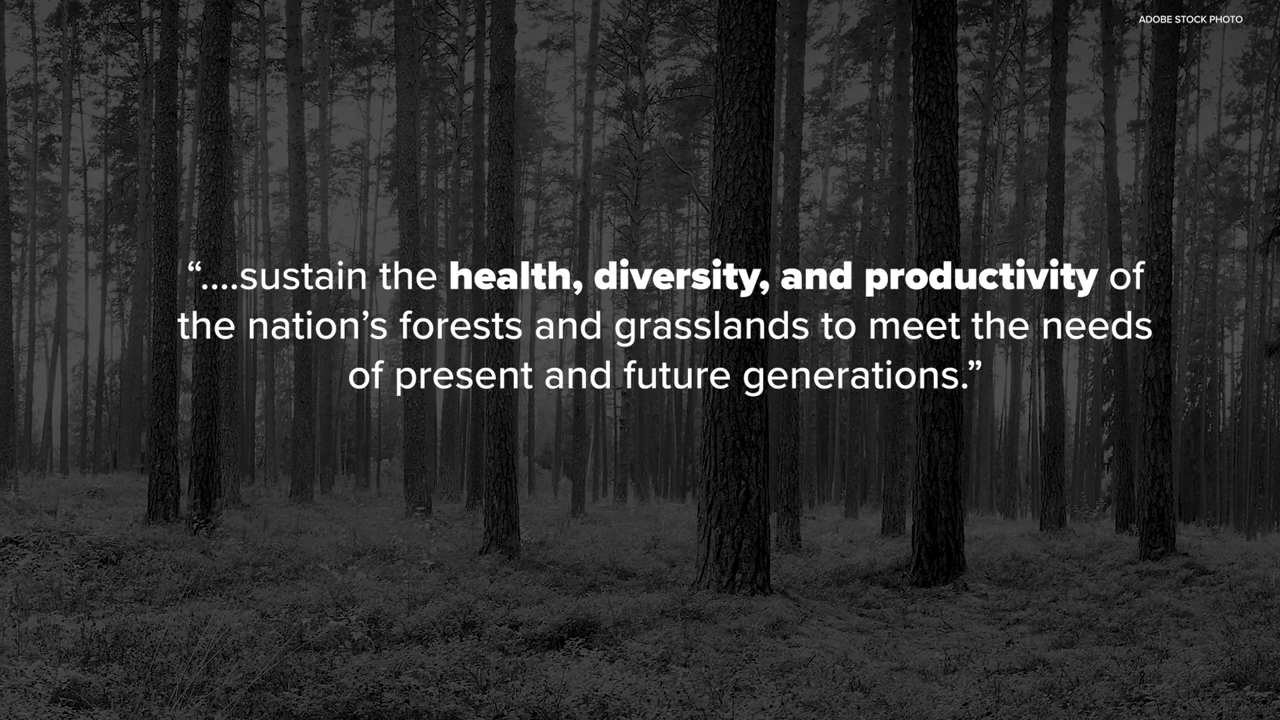 ADOBE STOCK PHOTO
“....sustain the health, diversity, and productivity of
the nation’s forests and grasslands to meet the needs
of present and future generations.”